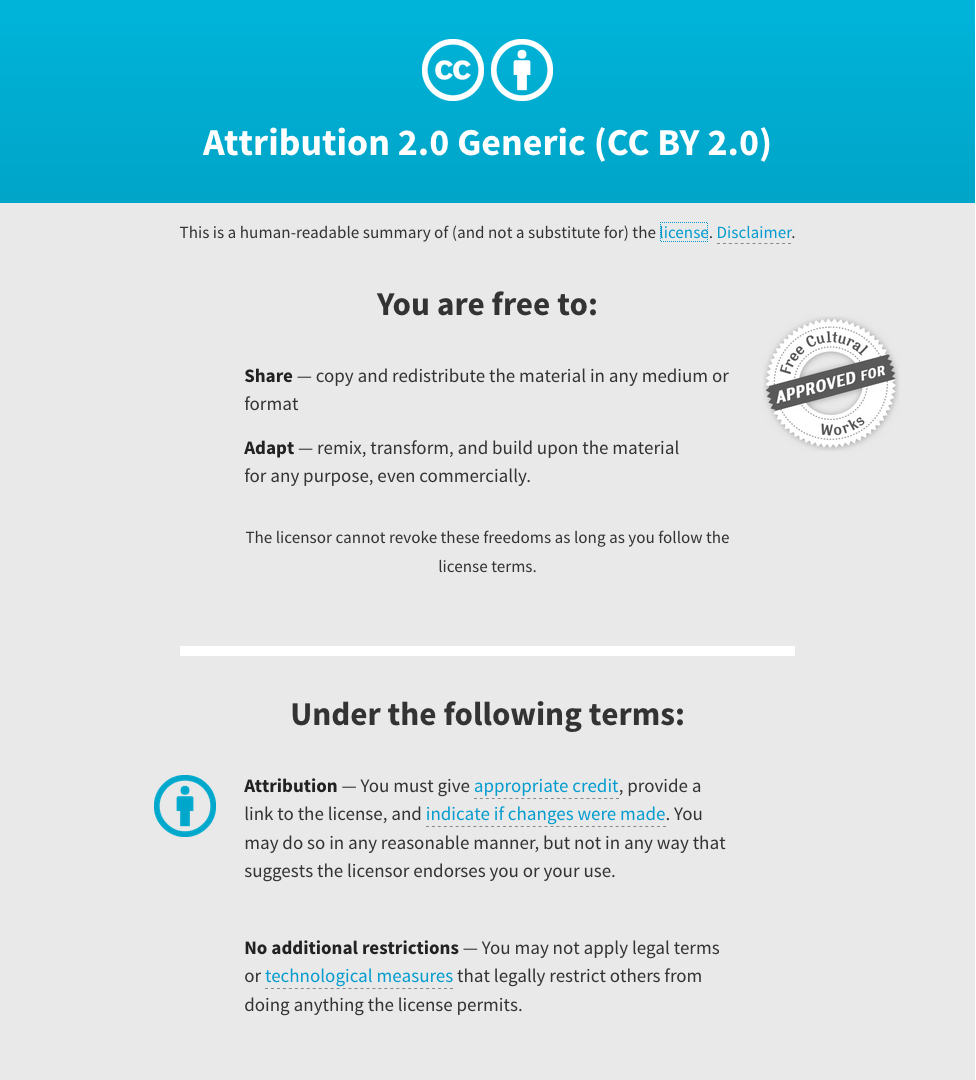 cc
Attribution 2.0 Generic (CC BY 2.0)
This is a human-readable summary of (and not a substitute for) the license. Disclaimer.
You are free to:
Share — copy and redistribute the material in any medium or
format
Adapt — remix, transform, and build upon the material
for any purpose, even commercially.
Free Cultural
APPROVED FOR
Works
The licensor cannot revoke these freedoms as long as you follow the
license terms.
Under the following terms:
Attribution — You must give appropriate credit, provide a
link to the license, and indicate if changes were made. You
may do so in any reasonable manner, but not in any way that
suggests the licensor endorses you or your use.
No additional restrictions — You may not apply legal terms
or technological measures that legally restrict others from
doing anything the license permits.